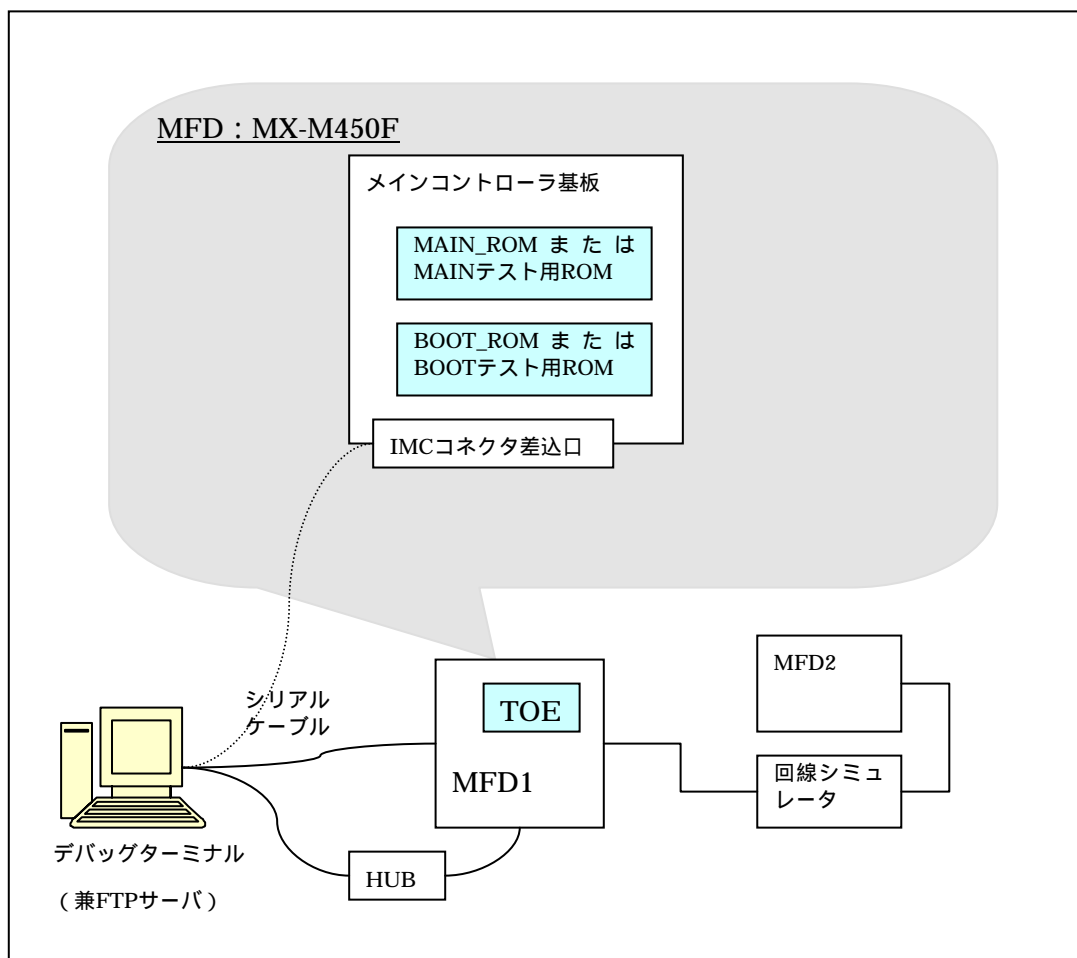 MFD：MX-M450F
メインコントローラ基板
MAIN_ROM または
MAINテスト用ROM
BOOT_ROM または
BOOTテスト用ROM
IMCコネクタ差込口
シリアル
ケーブル
TOE
MFD1
MFD2
回線シミュ
レータ
HUB
デバッグターミナル
（兼FTPサーバ）